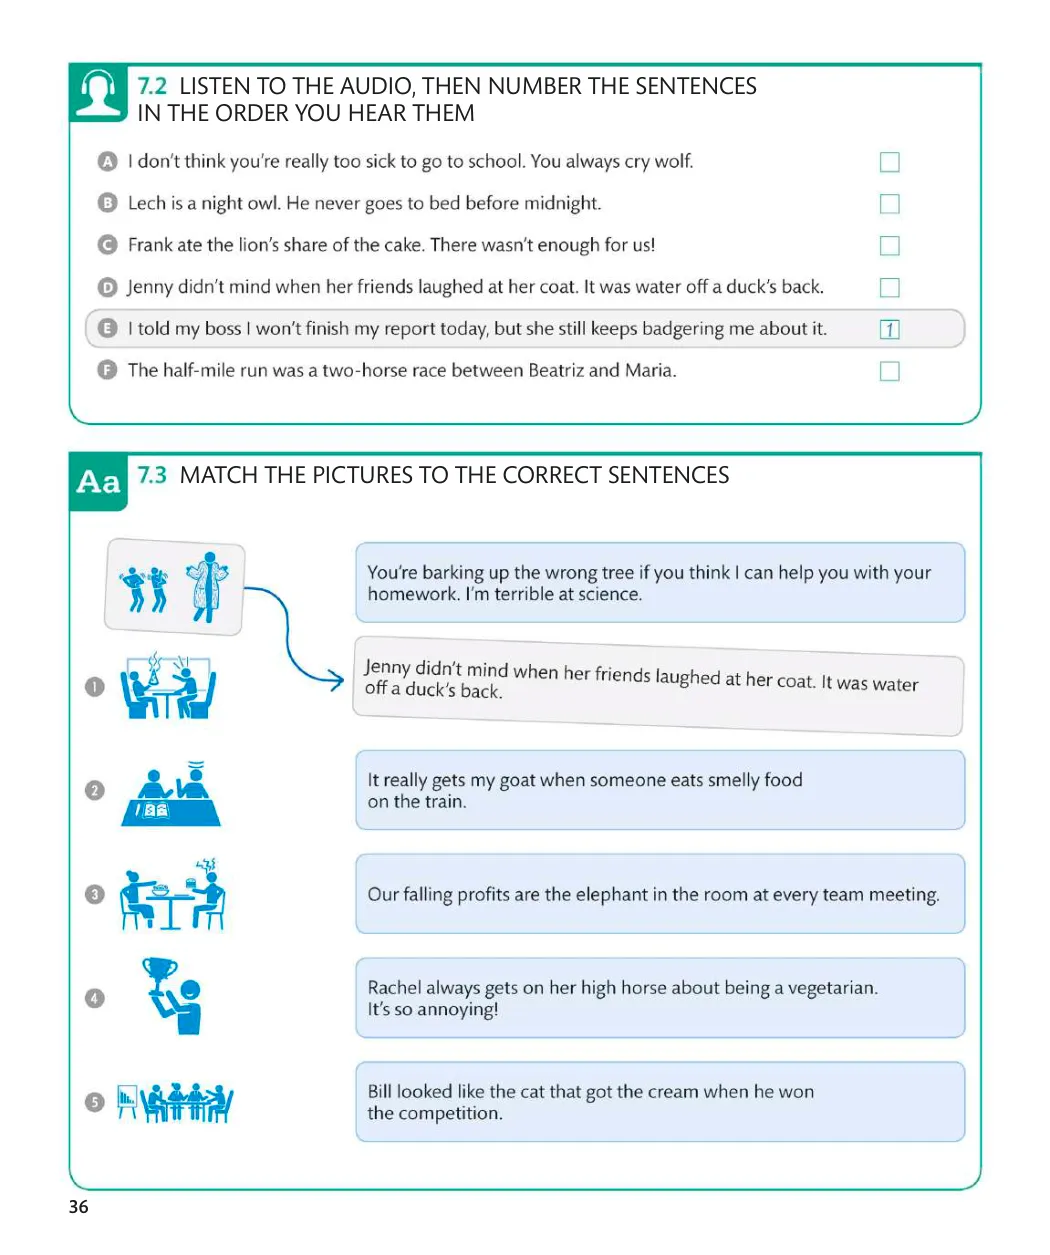 7.2 LISTEN TO THE AUDIO, THEN NUMBER THE SENTENCES
IN THE ORDER YOU HEAR THEM
A I don't think you're really too sick to go to school. You always cry wolf.
B Lech is a night owl. He never goes to bed before midnight.
C Frank ate the lion's share of the cake. There wasn't enough for us!
D Jenny didn't mind when her friends laughed at her coat. It was water off a duck's back.
E I told my boss I won't finish my report today, but she still keeps badgering me about it. 1
F The half-mile run was a two-horse race between Beatriz and Maria.
Aa 7.3 MATCH THE PICTURES TO THE CORRECT SENTENCES
You're barking up the wrong tree if you think I can help you with your
homework. I'm terrible at science.
Jenny didn't mind when her friends laughed at her coat. It was water
off a duck's back.
1
It really gets my goat when someone eats smelly food
on the train.
2
Our falling profits are the elephant in the room at every team meeting.
3
Rachel always gets on her high horse about being a vegetarian.
It's so annoying!
4
Bill looked like the cat that got the cream when he won
the competition.
5
36